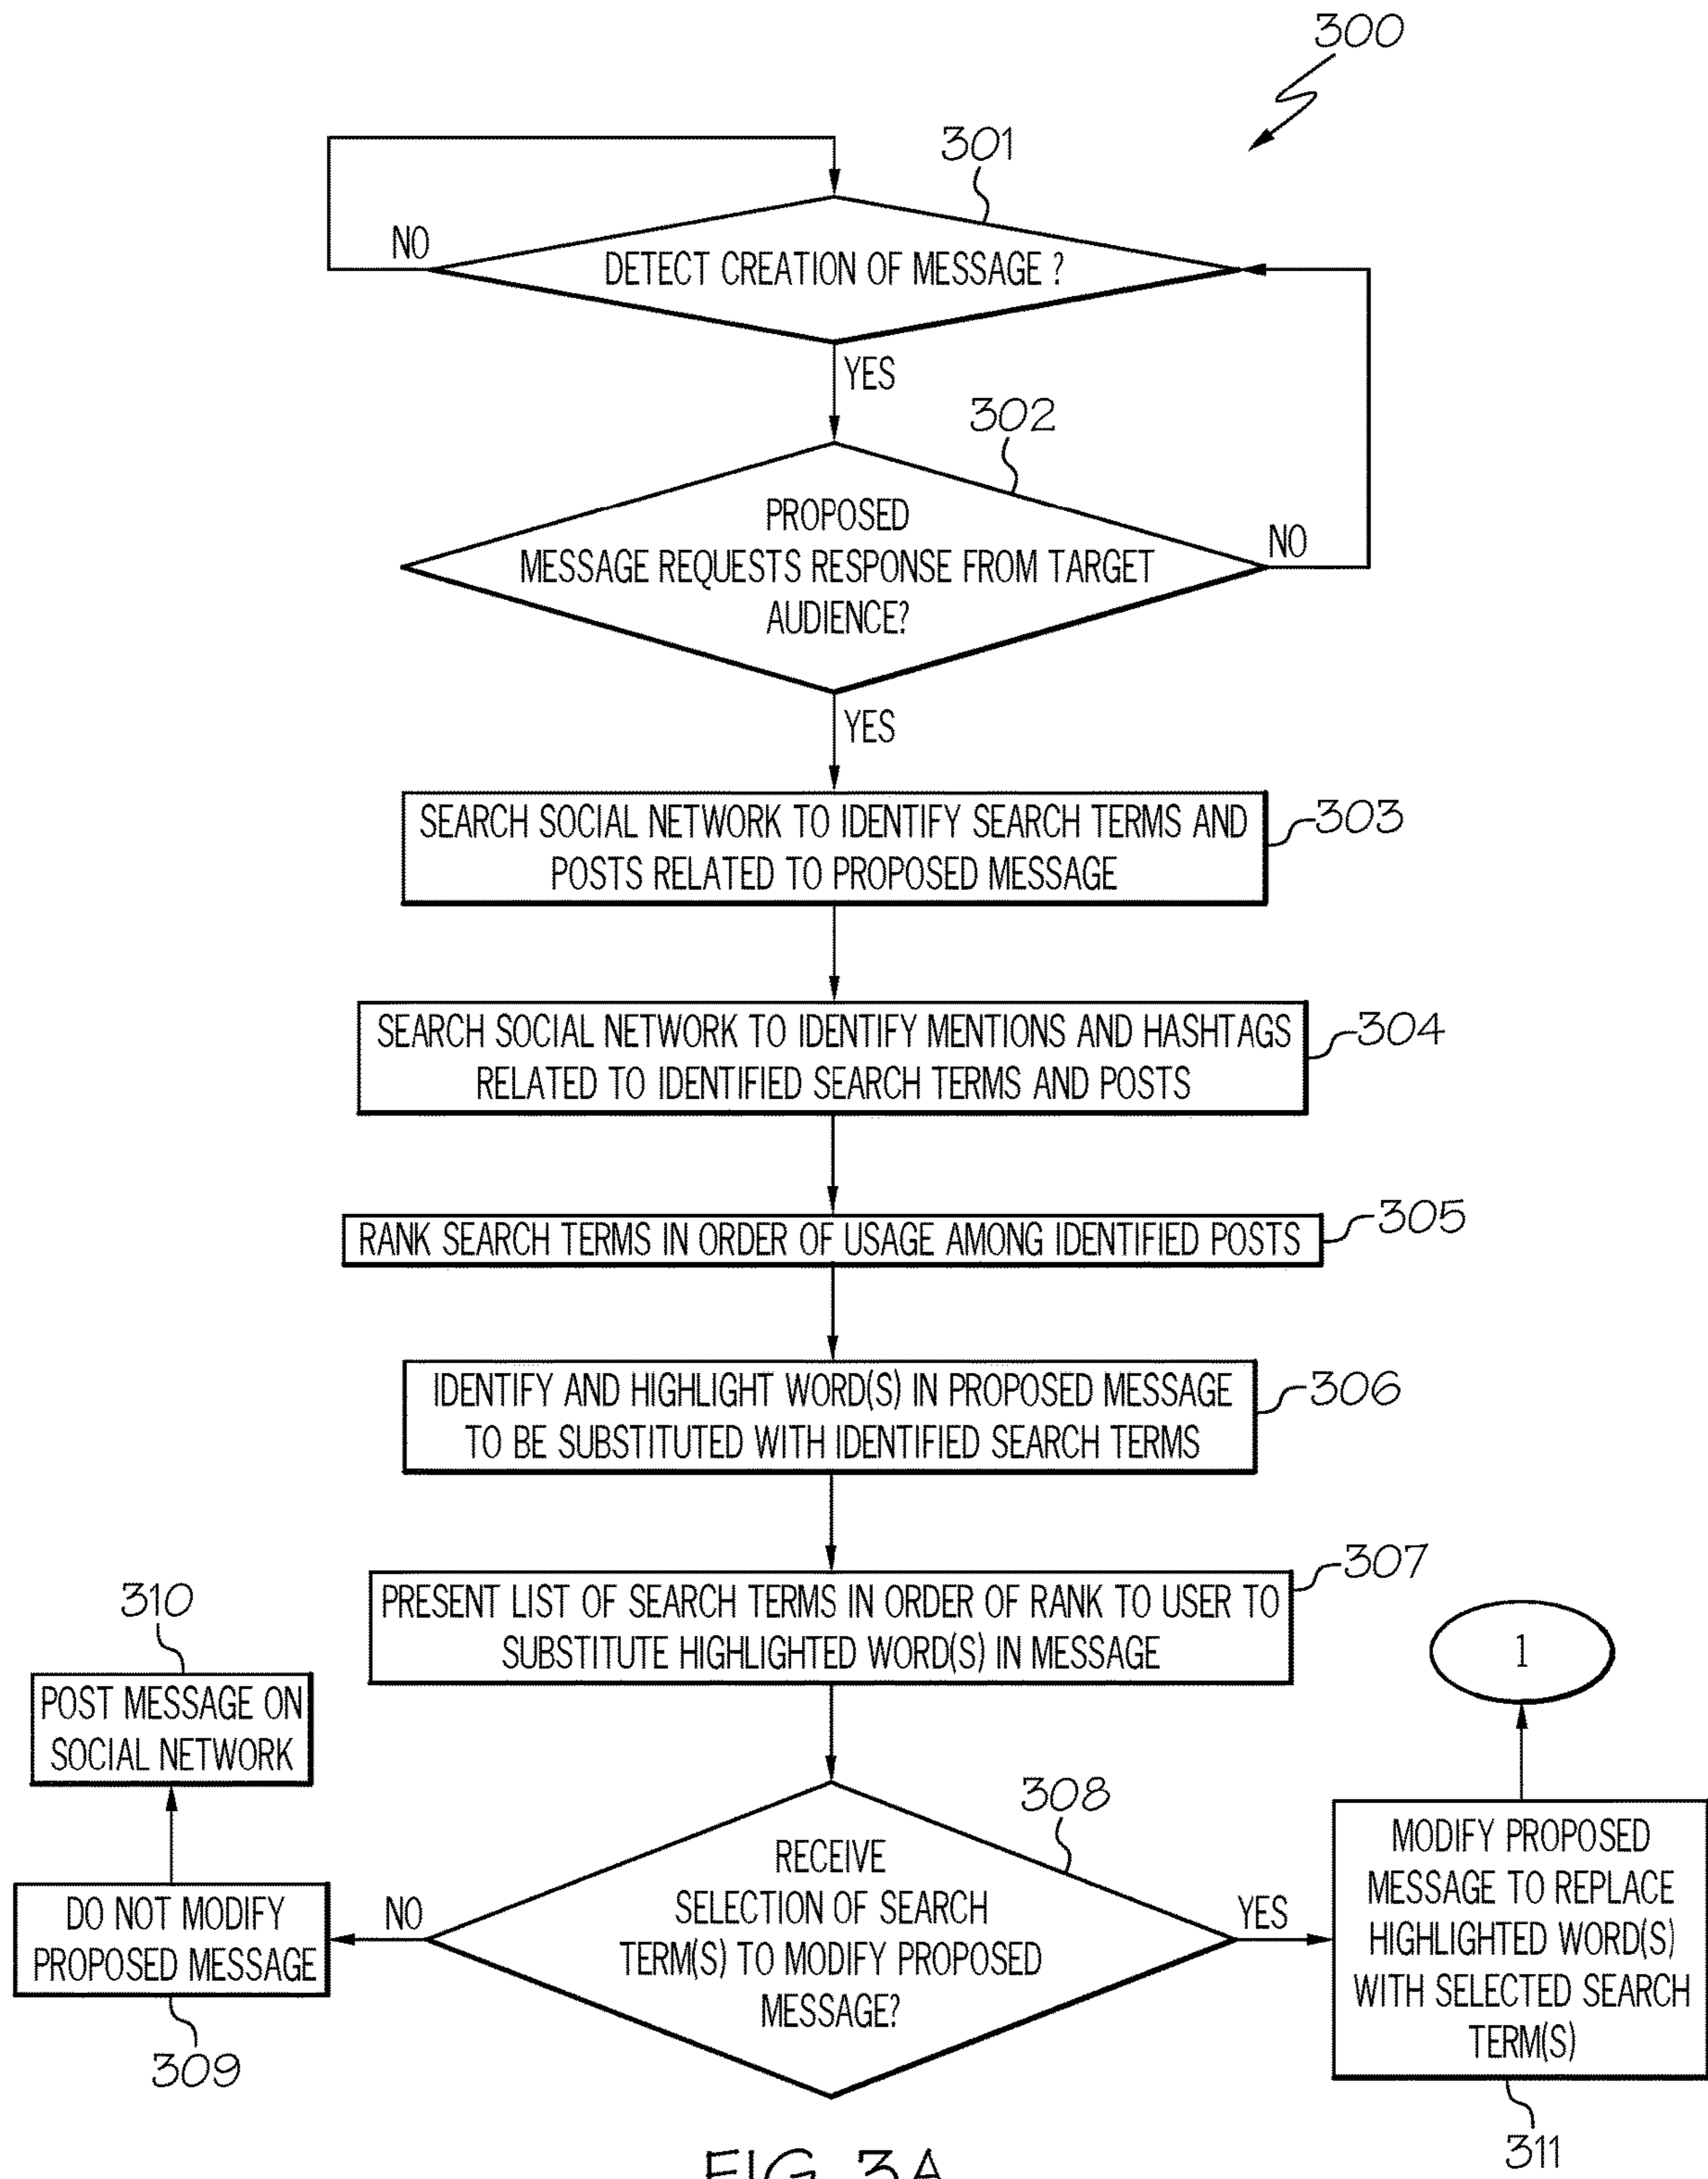 300
301
NO
DETECT CREATION OF MESSAGE ?
YES
302
PROPOSED
MESSAGE REQUESTS RESPONSE FROM TARGET
AUDIENCE?
NO
YES
SEARCH SOCIAL NETWORK TO IDENTIFY SEARCH TERMS AND
POSTS RELATED TO PROPOSED MESSAGE
303
SEARCH SOCIAL NETWORK TO IDENTIFY MENTIONS AND HASHTAGS
RELATED TO IDENTIFIED SEARCH TERMS AND POSTS
304
RANK SEARCH TERMS IN ORDER OF USAGE AMONG IDENTIFIED POSTS
305
IDENTIFY AND HIGHLIGHT WORD(S) IN PROPOSED MESSAGE
TO BE SUBSTITUTED WITH IDENTIFIED SEARCH TERMS
306
PRESENT LIST OF SEARCH TERMS IN ORDER OF RANK TO USER TO
SUBSTITUTE HIGHLIGHTED WORD(S) IN MESSAGE
307
310
POST MESSAGE ON
SOCIAL NETWORK
1
308
RECEIVE
SELECTION OF SEARCH
TERM(S) TO MODIFY PROPOSED
MESSAGE?
NO
DO NOT MODIFY
PROPOSED MESSAGE
309
YES
MODIFY PROPOSED
MESSAGE TO REPLACE
HIGHLIGHTED WORD(S)
WITH SELECTED SEARCH
TERM(S)
311
FIG. 3A